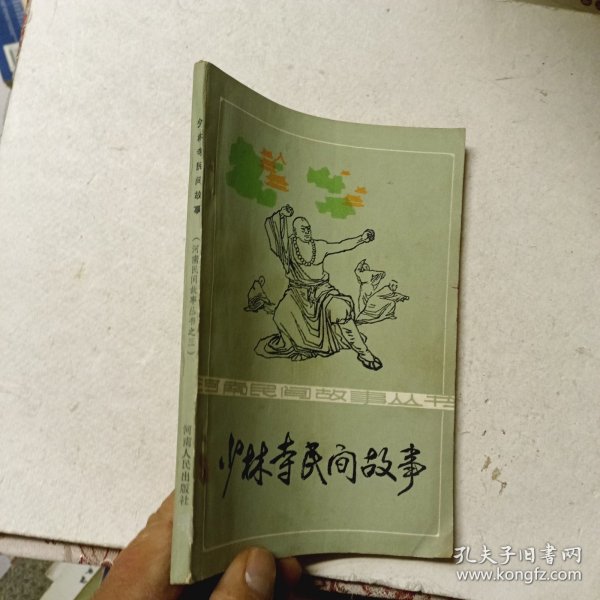 少林寺民间故事
(河南民间故事丛书之三)
河南人民出版社
河南民间故事丛书
少林寺民间故事
孔夫子旧书网
www.kongfz.com